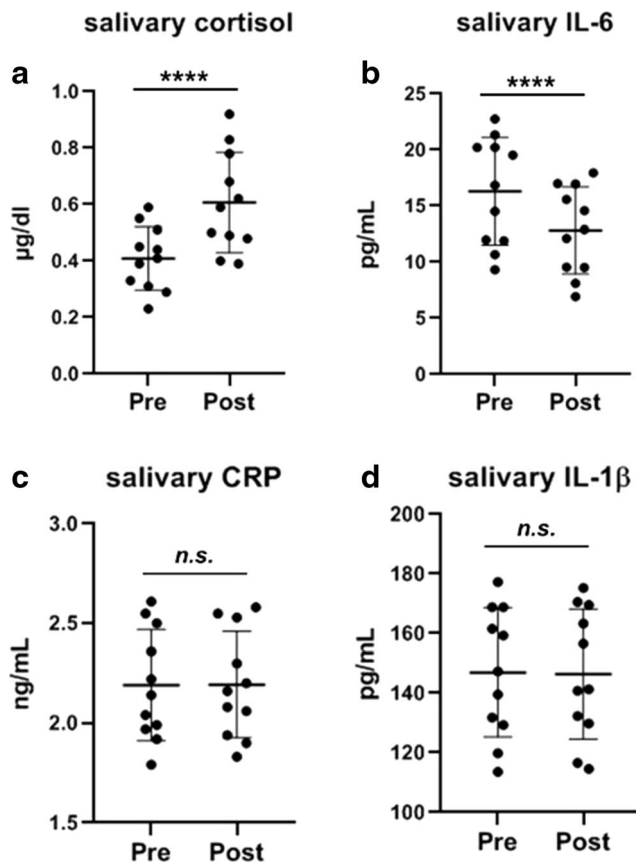 salivary cortisol
a
****
µg/dl
1.0
0.8
0.6
0.4
0.2
0.0
Pre Post
salivary IL-6
b
****
pg/mL
25
20
15
10
5
0
Pre Post
salivary CRP
c
n.s.
ng/mL
3.0
2.5
2.0
1.5
Pre Post
salivary IL-1β
d
n.s.
pg/mL
200
180
160
140
120
100
Pre Post